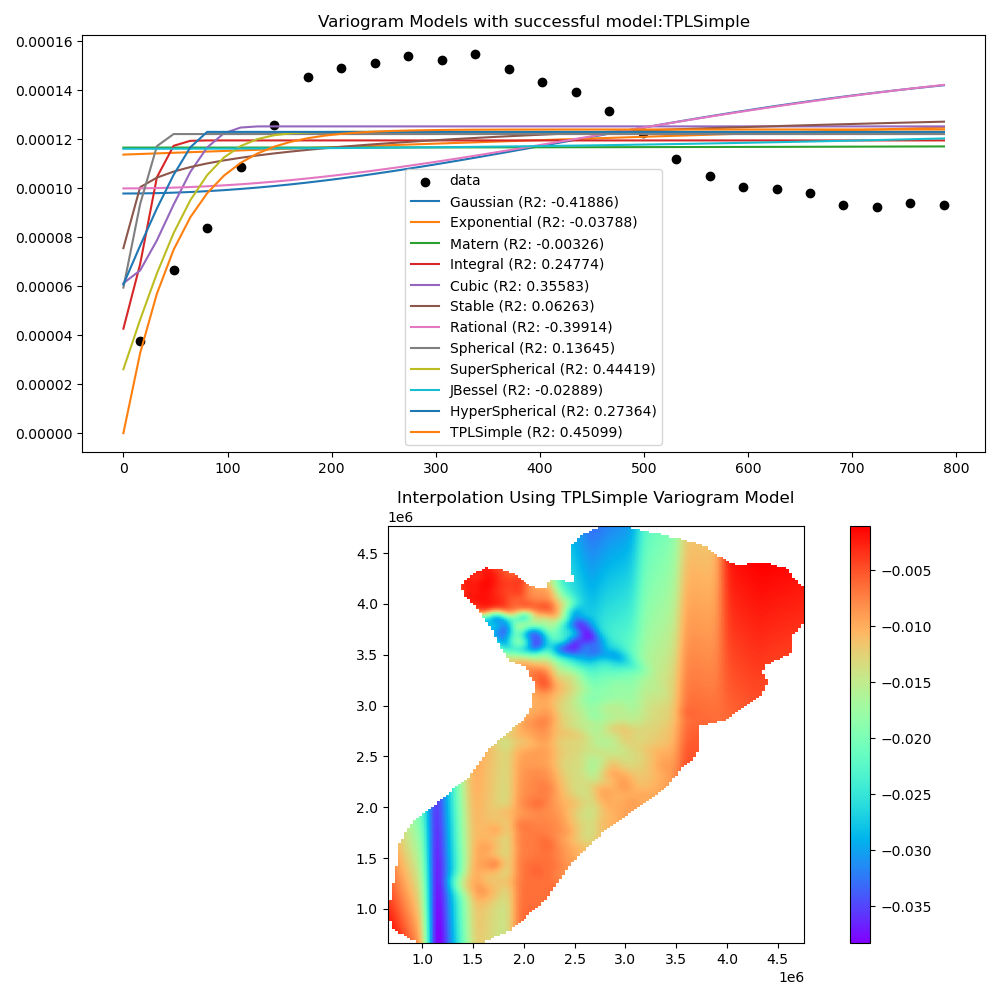 Variogram Models with successful model:TPLSimple
0.00016
0.00014
0.00012
0.00010
0.00008
0.00006
0.00004
0.00002
0.00000
data
Gaussian (R2: -0.41886)
Exponential (R2: -0.03788)
Matern (R2: -0.00326)
Integral (R2: 0.24774)
Cubic (R2: 0.35583)
Stable (R2: 0.06263)
Rational (R2: -0.39914)
Spherical (R2: 0.13645)
SuperSpherical (R2: 0.44419)
JBessel (R2: -0.02889)
HyperSpherical (R2: 0.27364)
TPLSimple (R2: 0.45099)
0 100 200 300 400 500 600 700 800
Interpolation Using TPLSimple Variogram Model
1e6
4.5
4.0
3.5
3.0
2.5
2.0
1.5
1.0
1.0 1.5 2.0 2.5 3.0 3.5 4.0 4.5
1e6
−0.005
−0.010
−0.015
−0.020
−0.025
−0.030
−0.035